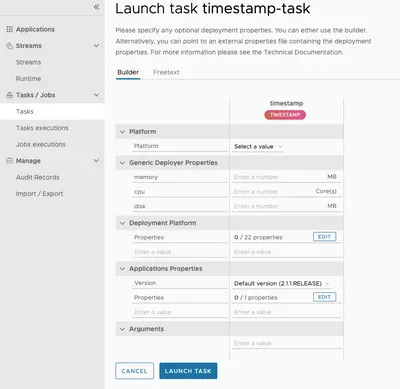 Applications
Streams
Streams
Runtime
Tasks / Jobs
Tasks
Tasks executions
Jobs executions
Manage
Audit Records
Import / Export
Launch task timestamp-task
Please specify any optional deployment properties. You can either use the builder.
Alternatively, you can point to an external properties file containing the deployment
properties. For more information please see the Technical Documentation.
Builder Freetext
timestamp
TIMESTAMP
Platform
Platform Select a value
Generic Deployer Properties
memory Enter a number MB
cpu Enter a number Core(s)
disk Enter a number MB
Deployment Platform
Properties 0 / 22 properties EDIT
Enter a value Enter a value
Applications Properties
Version Default version (2.1.1.RELEASE)
Properties 0 / 1 properties EDIT
Enter a value Enter a value
Arguments
Enter a value
CANCEL LAUNCH TASK